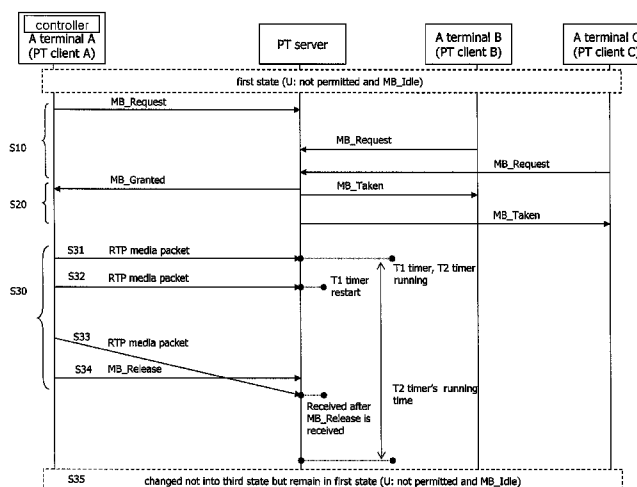 controller
A terminal A
(PT client A)
PT server
A terminal B
(PT client B)
A terminal C
(PT client C)
first state (U: not permitted and MB_Idle)
MB_Request
S10
MB_Request
MB_Request
MB_Granted
MB_Taken
S20
MB_Taken
S31 RTP media packet
T1 timer, T2 timer
running
S32 RTP media packet
T1 timer
restart
S30
S33
RTP media packet
S34 MB_Release
T2 timer's running
time
Received after
MB_Release is
received
S35 changed not into third state but remain in first state (U: not permitted and MB_Idle)